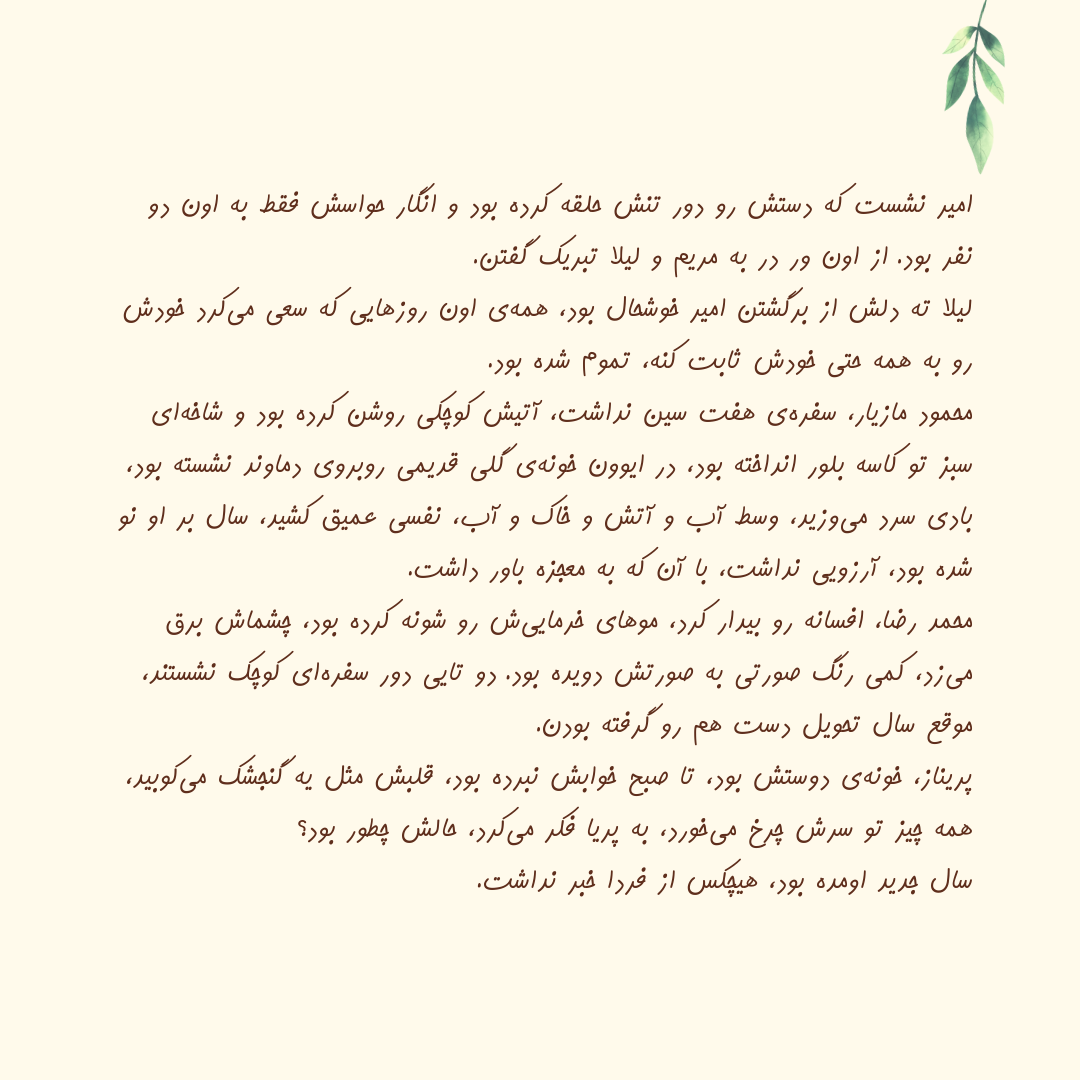 امیر نشست که دستش رو دور تنش حلقه کرده بود و انگار حواسش فقط به اون دو
نفر بود. از اون ور در به مریم و لیلا تبریک گفتن.
لیلا ته دلش از برگشتن امیر خوشحال بود، همه‌ی اون روزهایی که سعی می‌کرد خودش
رو به همه حتی خودش ثابت کنه، تموم شده بود.
محمود مازیار، سفره‌ی هفت سین نداشت، آتیش کوچکی روشن کرده بود و شاخه‌ای
سبز تو کاسه بلور انداخته بود، در ایوون خونه‌ی گلی قدیمی روبروی دماوند نشسته بود،
بادی سرد می‌وزید، وسط آب و آتش و خاک و آب، نفسی عمیق کشید، سال بر او نو
شده بود، آرزویی نداشت، با آن که به معجزه باور داشت.
محمد رضا، افسانه رو بیدار کرد، موهای خرمایی‌ش رو شونه کرده بود، چشماش برق
می‌زد، کمی رنگ صورتی به صورتش دویده بود. دو تایی دور سفره‌ای کوچک نشستند،
موقع سال تحویل دست هم رو گرفته بودن.
پریناز، خونه‌ی دوستش بود، تا صبح خوابش نبرده بود، قلبش مثل یه گنجشک می‌کوبید،
همه چیز تو سرش چرخ می‌خورد، به پریا فکر می‌کرد، حالش چطور بود؟
سال جدید اومده بود، هیچکس از فردا خبر نداشت.